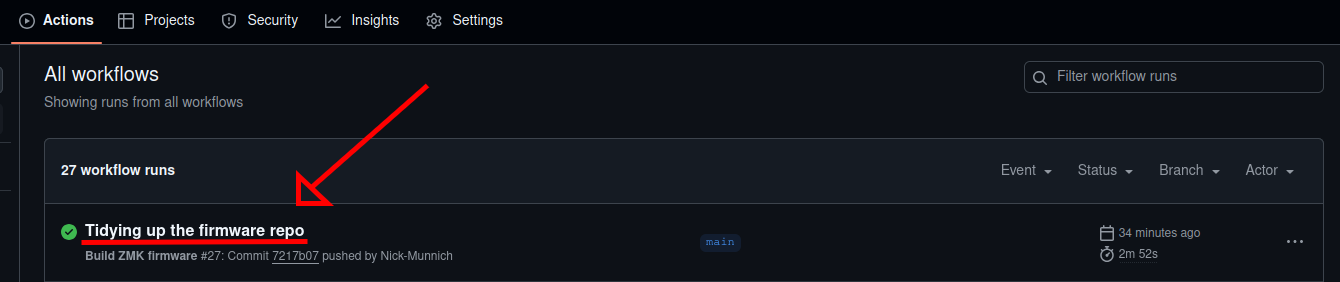 Actions Projects Security Insights Settings
All workflows
Filter workflow runs
Showing runs from all workflows
27 workflow runs Event Status Branch Actor
Tidying up the firmware repo
main
34 minutes ago
Build ZMK firmware #27: Commit 7217b07 pushed by Nick-Munnich
2m 52s